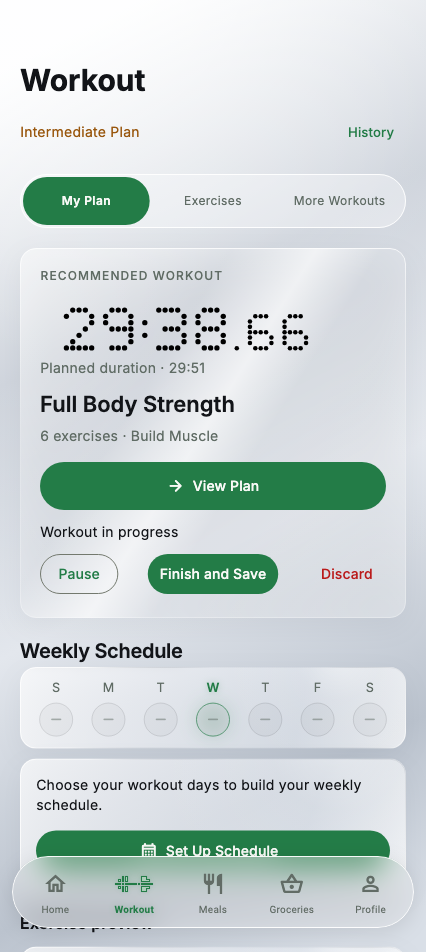 Workout
Intermediate Plan
History
My Plan
Exercises
More Workouts
RECOMMENDED WORKOUT
29:38.66
Planned duration · 29:51
Full Body Strength
6 exercises · Build Muscle
→ View Plan
Workout in progress
Pause
Finish and Save
Discard
Weekly Schedule
S M T W T F S
Choose your workout days to build your weekly
schedule.
Set Up Schedule
Exercise preview
Home
Workout
Meals
Groceries
Profile